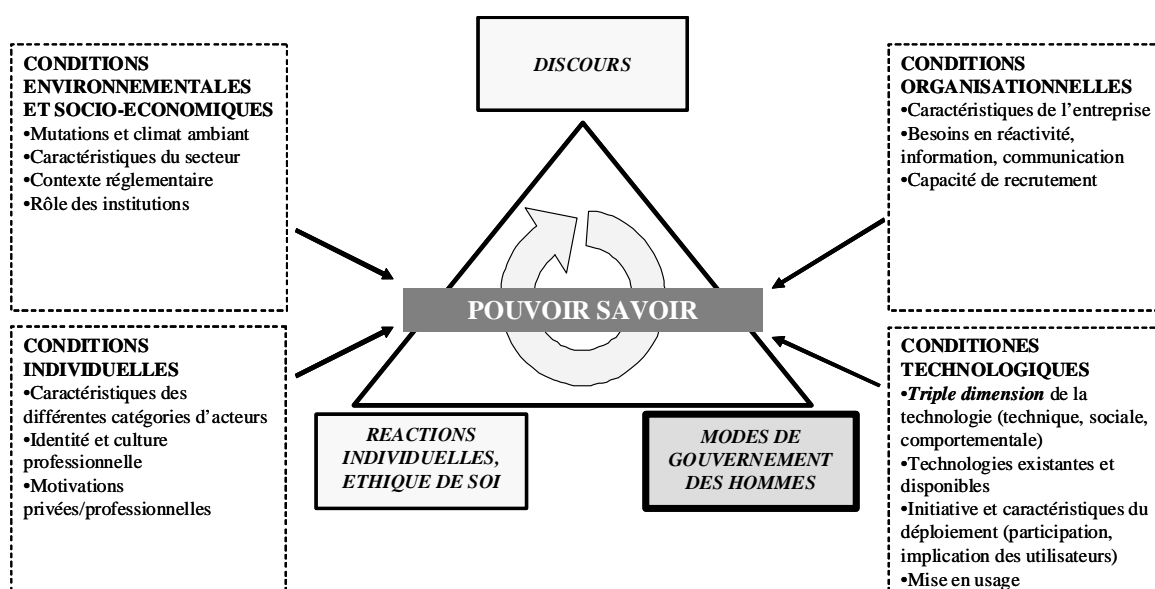 CONDITIONS
ENVIRONNEMENTALES
ET SOCIO-ECONOMIQUES
•Mutations et climat ambiant
•Caractéristiques du secteur
•Contexte réglementaire
•Rôle des institutions
DISCOURS
CONDITIONS
ORGANISATIONNELLES
•Caractéristiques de l'entreprise
•Besoins en réactivité,
information, communication
•Capacité de recrutement
POUVOIR SAVOIR
CONDITIONS
INDIVIDUELLES
•Caractéristiques des
différentes catégories d'acteurs
•Identité et culture
professionnelle
•Motivations
privées/professionnelles
REACTIONS
INDIVIDUELLES,
ETHIQUE DE SOI
MODES DE
GOUVERNEMENT
DES HOMMES
CONDITIONES
TECHNOLOGIQUES
•Triple dimension de la
technologie (technique, sociale,
comportementale)
•Technologies existantes et
disponibles
•Initiative et caractéristiques du
déploiement (participation,
implication des utilisateurs)
•Mise en usage